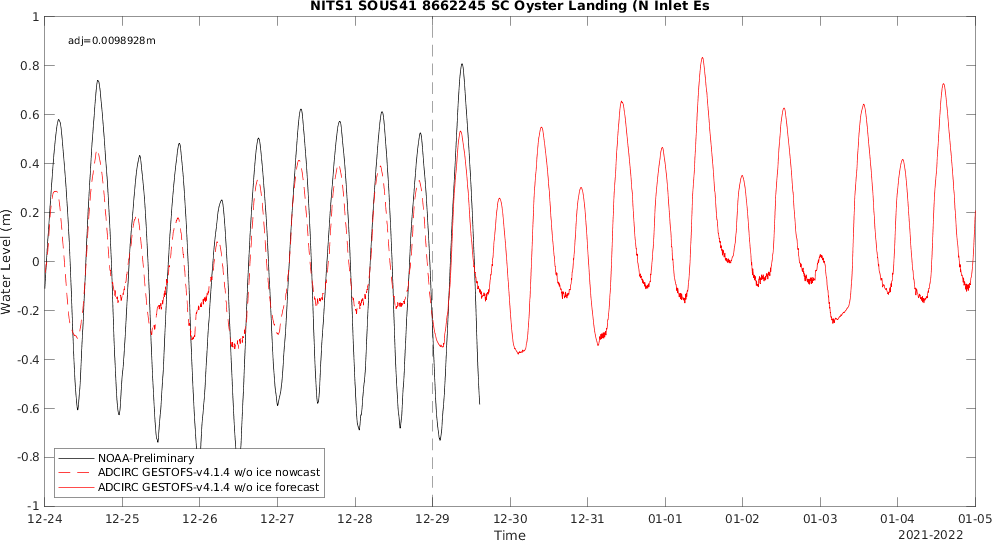 NITS1 SOUS41 8662245 SC Oyster Landing (N Inlet Es
adj=0.0098928m
1
0.8
0.6
0.4
0.2
0
-0.2
-0.4
-0.6
-0.8
-1
Water Level (m)
NOAA-Preliminary
ADCIRC GESTOFS-v4.1.4 w/o ice nowcast
ADCIRC GESTOFS-v4.1.4 w/o ice forecast
12-24 12-25 12-26 12-27 12-28 12-29 12-30 12-31 01-01 01-02 01-03 01-04 01-05
Time
2021-2022